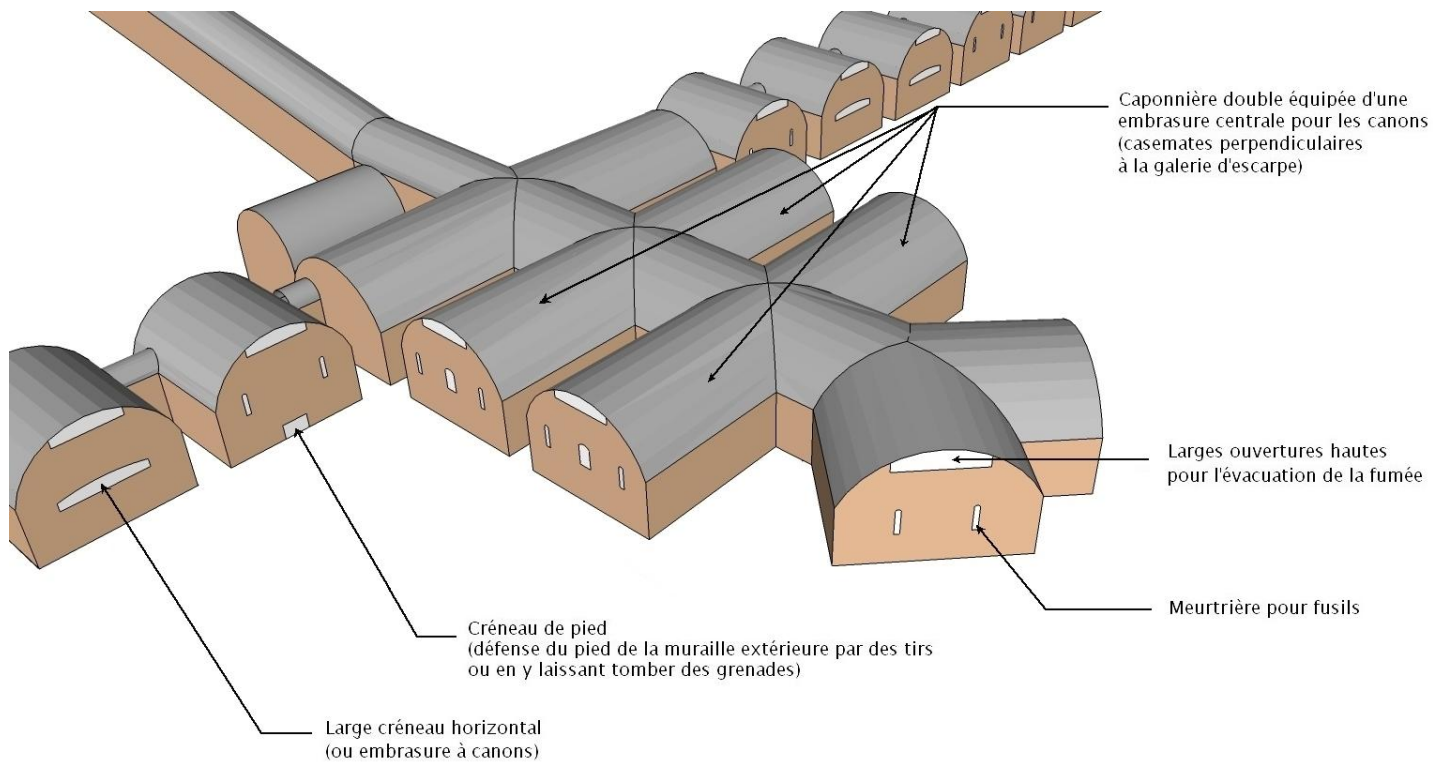 Caponnière double équipée d'une
embrasure centrale pour les canons
(casemates perpendiculaires
à la galerie d'escarpe)
Larges ouvertures hautes
pour l'évacuation de la fumée
Meurtrière pour fusils
Créneau de pied
(défense du pied de la muraille extérieure par des tirs
ou en y laissant tomber des grenades)
Large créneau horizontal
(ou embrasure à canons)